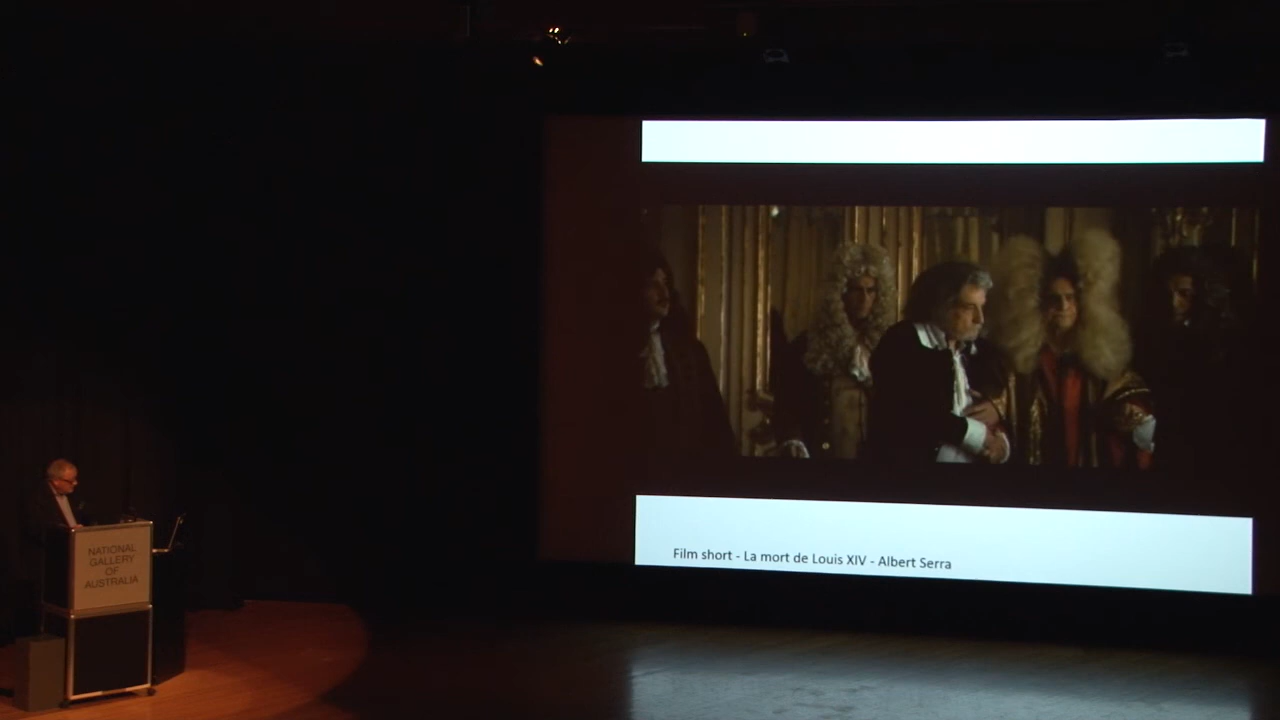 NATIONAL
GALLERY
OF
AUSTRALIA
Film short - La mort de Louis XIV - Albert Serra